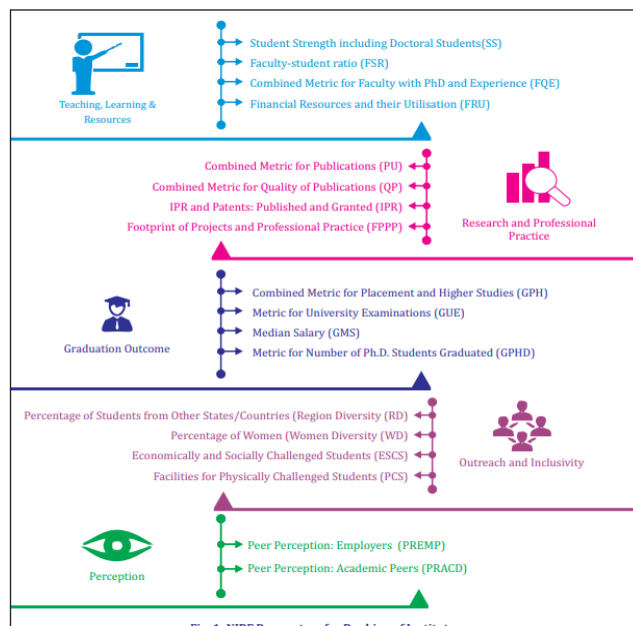 Student Strength including Doctoral Students(SS)
Faculty-student ratio (FSR)
Combined Metric for Faculty with PhD and Experience (FQE)
Financial Resources and their Utilisation (FRU)
Teaching, Learning &
Resources
Combined Metric for Publications (PU)
Combined Metric for Quality of Publications (QP)
IPR and Patents: Published and Granted (IPR)
Footprint of Projects and Professional Practice (FPPP)
Research and Professional
Practice
Combined Metric for Placement and Higher Studies (GPH)
Metric for University Examinations (GUE)
Median Salary (GMS)
Metric for Number of Ph.D. Students Graduated (GPHD)
Graduation Outcome
Percentage of Students from Other States/Countries (Region Diversity (RD)
Percentage of Women (Women Diversity (WD)
Economically and Socially Challenged Students (ESCS)
Facilities for Physically Challenged Students (PCS)
Outreach and Inclusivity
Peer Perception: Employers (PREMP)
Peer Perception: Academic Peers (PRACD)
Perception